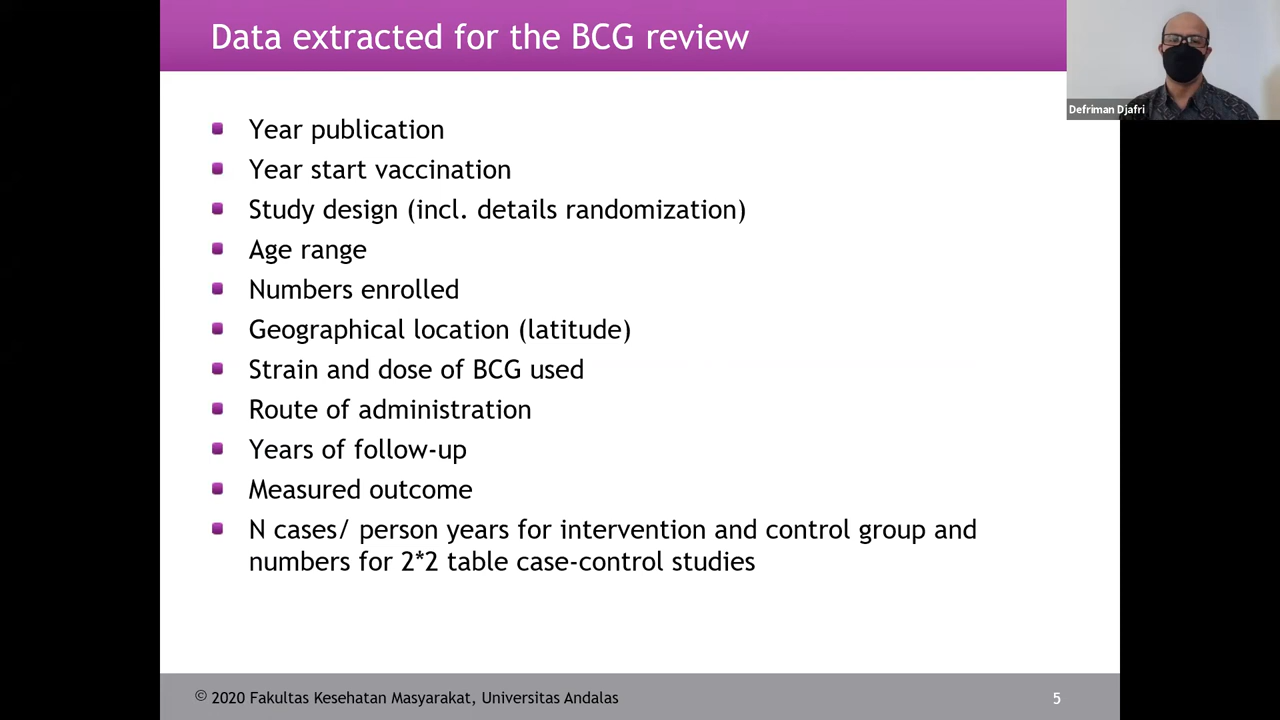 Data extracted for the BCG review
Defriman Djafri
Year publication
Year start vaccination
Study design (incl. details randomization)
Age range
Numbers enrolled
Geographical location (latitude)
Strain and dose of BCG used
Route of administration
Years of follow-up
Measured outcome
N cases/ person years for intervention and control group and
numbers for 2*2 table case-control studies
© 2020 Fakultas Kesehatan Masyarakat, Universitas Andalas
5